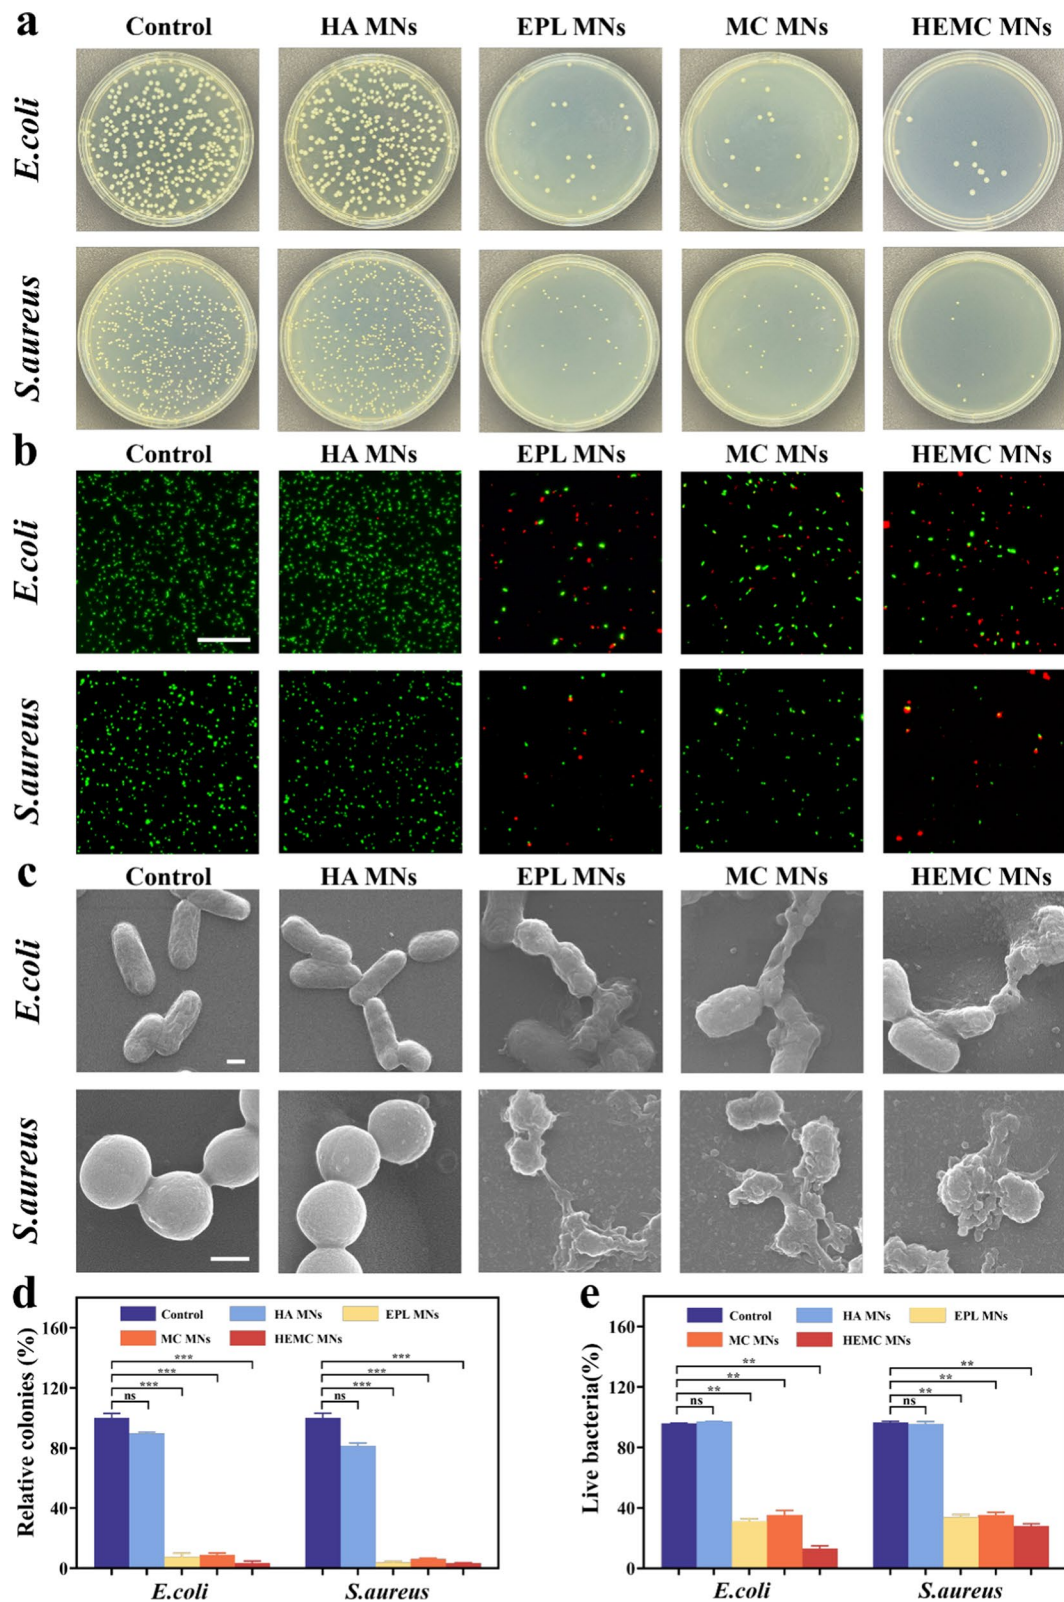 a
Control HA MNs EPL MNs MC MNs HEMC MNs
E.coli
S.aureus
b
Control HA MNs EPL MNs MC MNs HEMC MNs
E.coli
S.aureus
c
Control HA MNs EPL MNs MC MNs HEMC MNs
E.coli
S.aureus
d
Control HA MNs EPL MNs
MC MNs HEMC MNs
Relative colonies (%)
160
120
80
40
0
***
***
***
ns
***
***
***
ns
E.coli S.aureus
e
Control HA MNs EPL MNs
MC MNs HEMC MNs
Live bacteria(%)
160
120
80
40
0
**
**
**
ns
**
**
**
ns
E.coli S.aureus